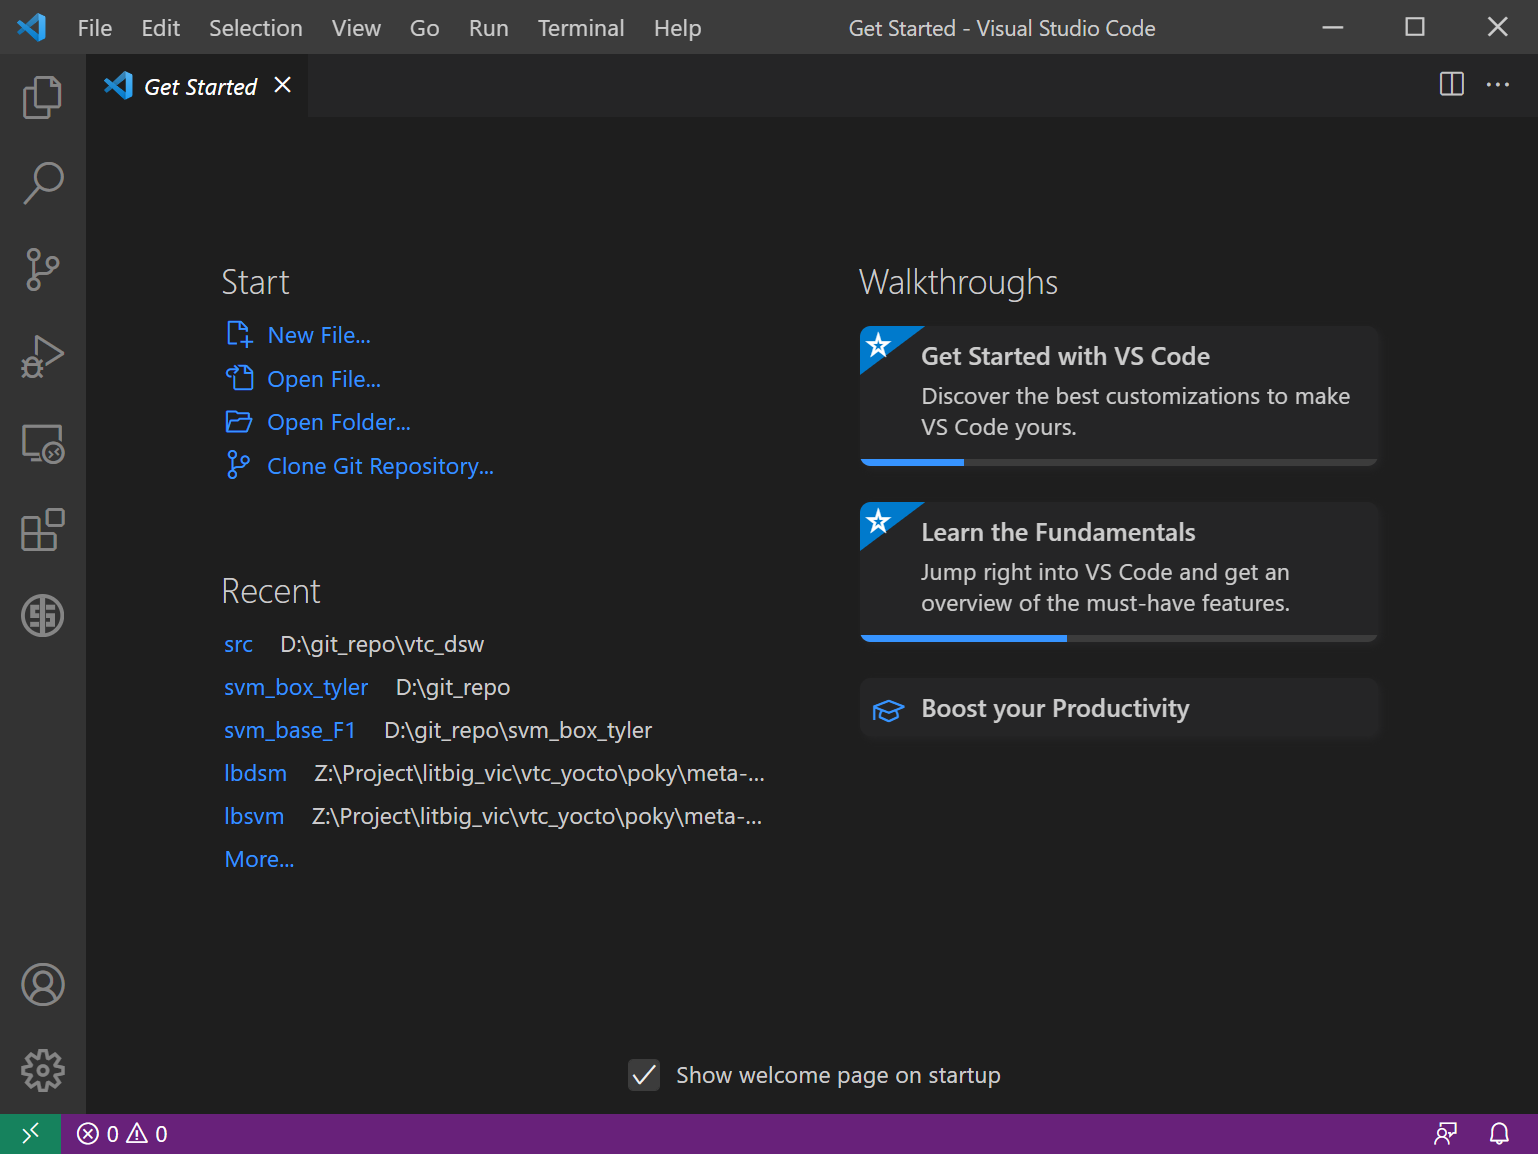 File Edit Selection View Go Run Terminal Help Get Started - Visual Studio Code
Get Started
Start
New File...
Open File...
Open Folder...
Clone Git Repository...
Recent
src D:\git_repo\vtc_dsw
svm_box_tyler D:\git_repo
svm_base_F1 D:\git_repo\svm_box_tyler
lbdsm Z:\Project\litbig_vic\vtc_yocto\poky\meta-...
lbsvm Z:\Project\litbig_vic\vtc_yocto\poky\meta-...
More...
Walkthroughs
Get Started with VS Code
Discover the best customizations to make
VS Code yours.
Learn the Fundamentals
Jump right into VS Code and get an
overview of the must-have features.
Boost your Productivity
Show welcome page on startup
0 0